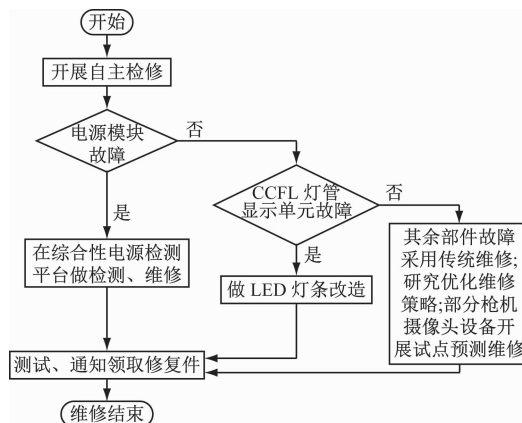 开始
开展自主检修
电源模块
故障
否
是
CCFL 灯管
显示单元故障
否
是
在综合性电源检测
平台做检测、维修
做 LED 灯条改造
其余部件故障
采用传统维修;
研究优化维修
策略;部分枪机
摄像头设备开
展试点预测维修
测试、通知领取修复件
维修结束